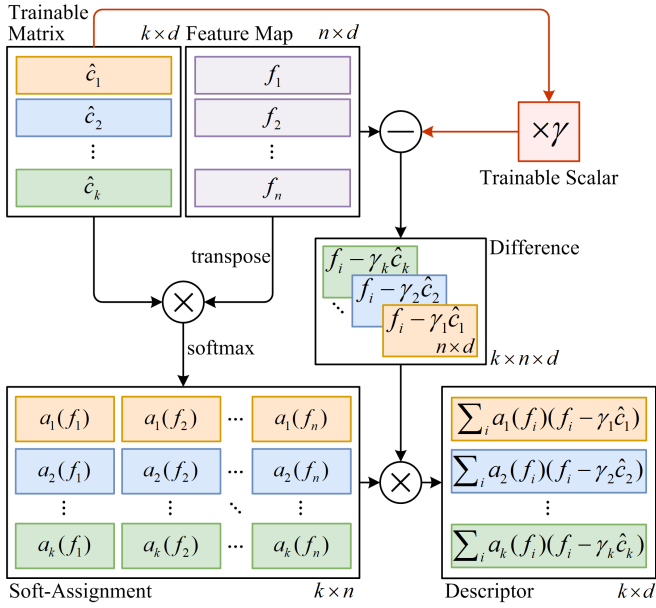 Trainable
Matrix
k×d
Feature Map
n×d
ĉ₁
ĉ₂
⋮
ĉₖ
f₁
f₂
⋮
fₙ
−
×γ
Trainable Scalar
transpose
×
softmax
Difference
fᵢ − γₖĉₖ
⋱
fᵢ − γ₂ĉ₂
fᵢ − γ₁ĉ₁
n×d
k×n×d
a₁(f₁) a₁(f₂) ⋯ a₁(fₙ)
a₂(f₁) a₂(f₂) ⋯ a₂(fₙ)
⋮ ⋮ ⋱ ⋮
aₖ(f₁) aₖ(f₂) ⋯ aₖ(fₙ)
Soft-Assignment
k×n
×
∑ᵢ a₁(fᵢ)(fᵢ − γ₁ĉ₁)
∑ᵢ a₂(fᵢ)(fᵢ − γ₂ĉ₂)
⋮
∑ᵢ aₖ(fᵢ)(fᵢ − γₖĉₖ)
Descriptor
k×d